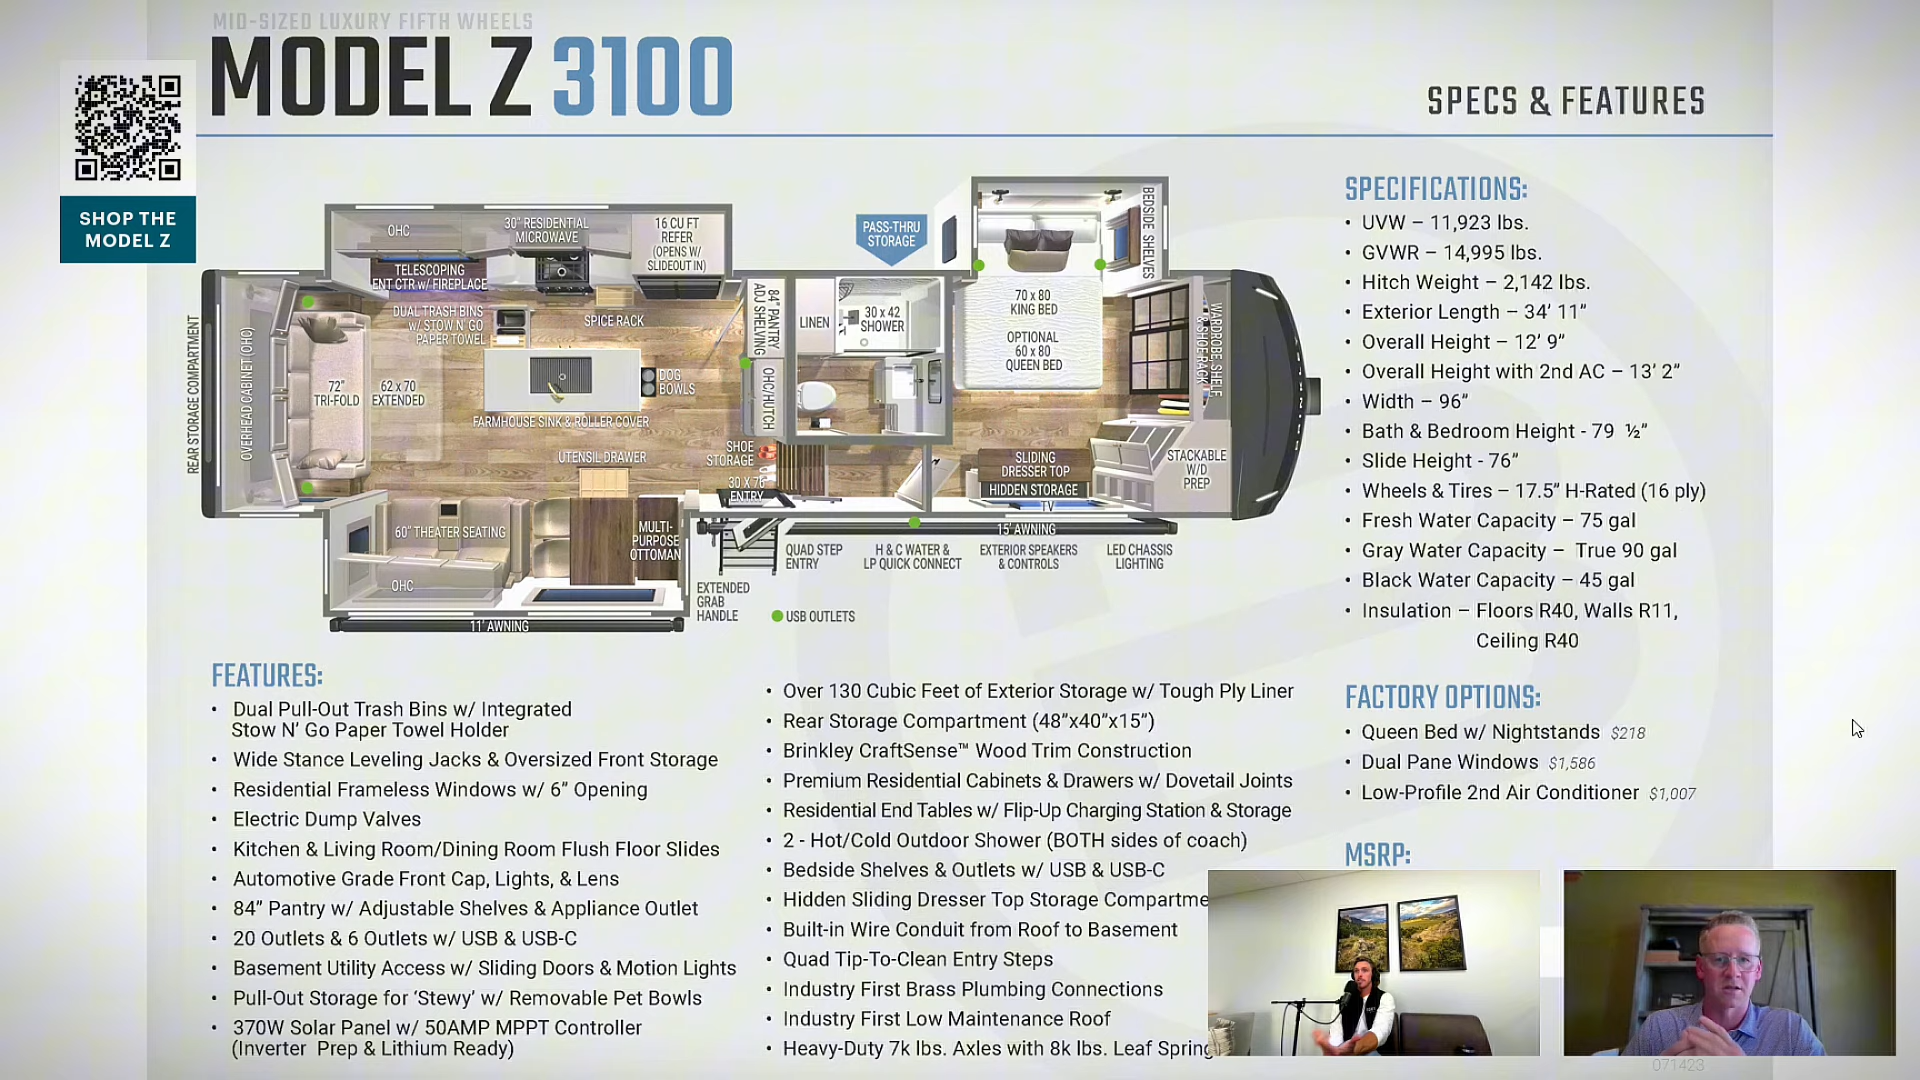 MID-SIZED LUXURY FIFTH WHEELS
MODEL Z 3100
SPECS & FEATURES
SHOP THE
MODEL Z
OHC
30" RESIDENTIAL
MICROWAVE
16 CU FT
REFER
(OPENS W/
SLIDEOUT IN)
TELESCOPING
ENT CTR w/ FIREPLACE
DUAL TRASH BINS
w/ STOW N' GO
PAPER TOWEL
SPICE RACK
84" PANTRY
ADJ SHELVING
PASS-THRU
STORAGE
LINEN
30 x 42
SHOWER
BEDSIDE SHELVES
70 x 80
KING BED
OPTIONAL
60 x 80
QUEEN BED
WARDROBE, SHELF
& SHOE RACK
REAR STORAGE COMPARTMENT
OVERHEAD CABINET (OHC)
72"
TRI-FOLD
62 x 70
EXTENDED
DOG
BOWLS
OHC/HUTCH
FARMHOUSE SINK & ROLLER COVER
UTENSIL DRAWER
SHOE
STORAGE
30 X 76
ENTRY
SLIDING
DRESSER TOP
HIDDEN STORAGE
TV
STACKABLE
W/D
PREP
60" THEATER SEATING
MULTI-
PURPOSE
OTTOMAN
OHC
15' AWNING
QUAD STEP
ENTRY
H & C WATER &
LP QUICK CONNECT
EXTERIOR SPEAKERS
& CONTROLS
LED CHASSIS
LIGHTING
EXTENDED
GRAB
HANDLE
USB OUTLETS
11' AWNING
SPECIFICATIONS:
• UVW – 11,923 lbs.
• GVWR – 14,995 lbs.
• Hitch Weight – 2,142 lbs.
• Exterior Length – 34' 11"
• Overall Height – 12' 9"
• Overall Height with 2nd AC – 13' 2"
• Width – 96"
• Bath & Bedroom Height - 79 ½"
• Slide Height - 76"
• Wheels & Tires – 17.5" H-Rated (16 ply)
• Fresh Water Capacity – 75 gal
• Gray Water Capacity – True 90 gal
• Black Water Capacity – 45 gal
• Insulation – Floors R40, Walls R11,
Ceiling R40
FEATURES:
• Dual Pull-Out Trash Bins w/ Integrated
Stow N' Go Paper Towel Holder
• Wide Stance Leveling Jacks & Oversized Front Storage
• Residential Frameless Windows w/ 6" Opening
• Electric Dump Valves
• Kitchen & Living Room/Dining Room Flush Floor Slides
• Automotive Grade Front Cap, Lights, & Lens
• 84" Pantry w/ Adjustable Shelves & Appliance Outlet
• 20 Outlets & 6 Outlets w/ USB & USB-C
• Basement Utility Access w/ Sliding Doors & Motion Lights
• Pull-Out Storage for 'Stewy' w/ Removable Pet Bowls
• 370W Solar Panel w/ 50AMP MPPT Controller
(Inverter Prep & Lithium Ready)
• Over 130 Cubic Feet of Exterior Storage w/ Tough Ply Liner
• Rear Storage Compartment (48"x40"x15")
• Brinkley CraftSense™ Wood Trim Construction
• Premium Residential Cabinets & Drawers w/ Dovetail Joints
• Residential End Tables w/ Flip-Up Charging Station & Storage
• 2 - Hot/Cold Outdoor Shower (BOTH sides of coach)
• Bedside Shelves & Outlets w/ USB & USB-C
• Hidden Sliding Dresser Top Storage Compartme
• Built-in Wire Conduit from Roof to Basement
• Quad Tip-To-Clean Entry Steps
• Industry First Brass Plumbing Connections
• Industry First Low Maintenance Roof
• Heavy-Duty 7k lbs. Axles with 8k lbs. Leaf Spring
FACTORY OPTIONS:
• Queen Bed w/ Nightstands $218
• Dual Pane Windows $1,586
• Low-Profile 2nd Air Conditioner $1,007
MSRP:
071423